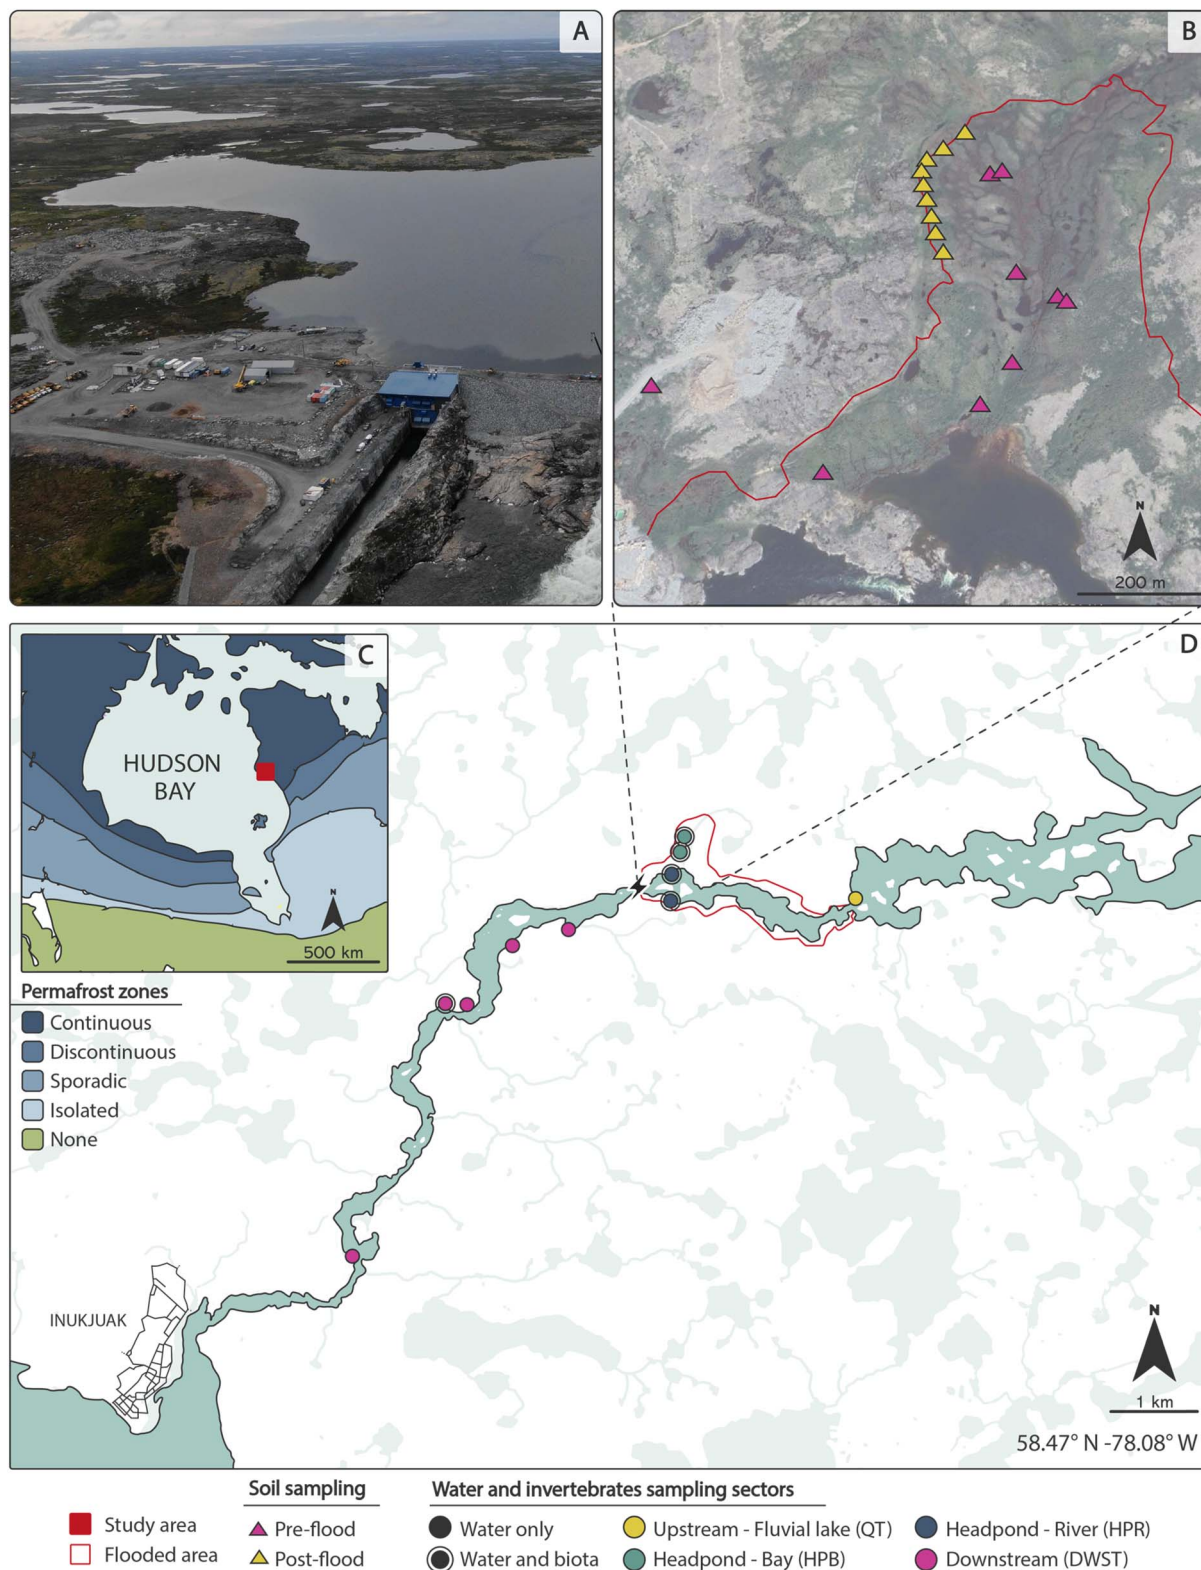 A
B
N
200 m
C
D
HUDSON
BAY
N
500 km
Permafrost zones
Continuous
Discontinuous
Sporadic
Isolated
None
INUKJUAK
N
1 km
58.47° N -78.08° W
Soil sampling
Water and invertebrates sampling sectors
Study area
Pre-flood
Water only
Upstream - Fluvial lake (QT)
Headpond - River (HPR)
Flooded area
Post-flood
Water and biota
Headpond - Bay (HPB)
Downstream (DWST)